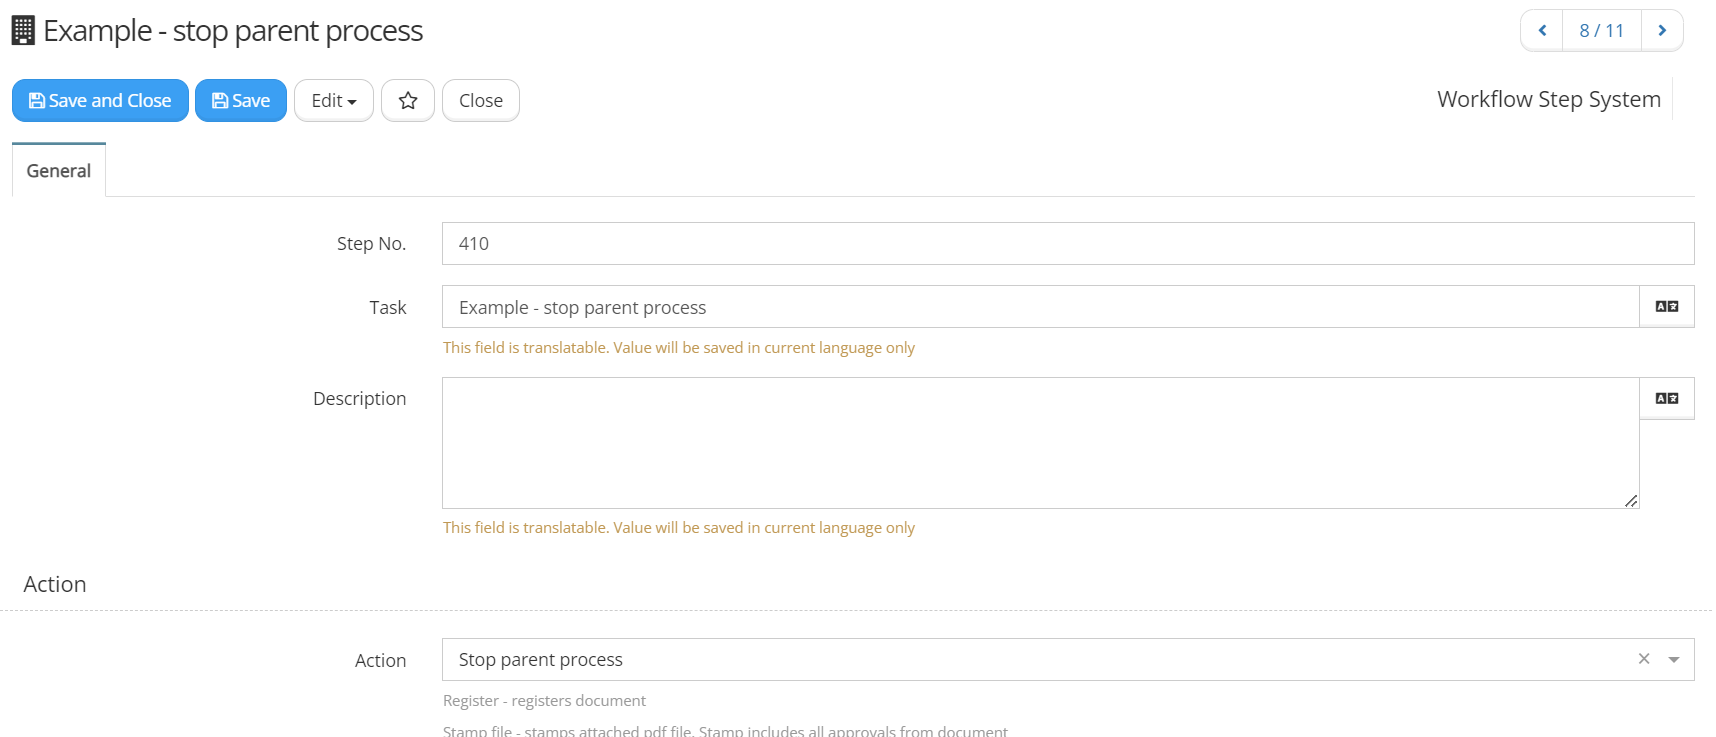 Example - stop parent process
8 / 11
Save and Close
Save
Edit
Close
Workflow Step System
General
Step No.
410
Task
Example - stop parent process
This field is translatable. Value will be saved in current language only
Description
This field is translatable. Value will be saved in current language only
Action
Action
Stop parent process
Register - registers document
Stamp file - stamps attached pdf file. Stamp includes all approvals from document